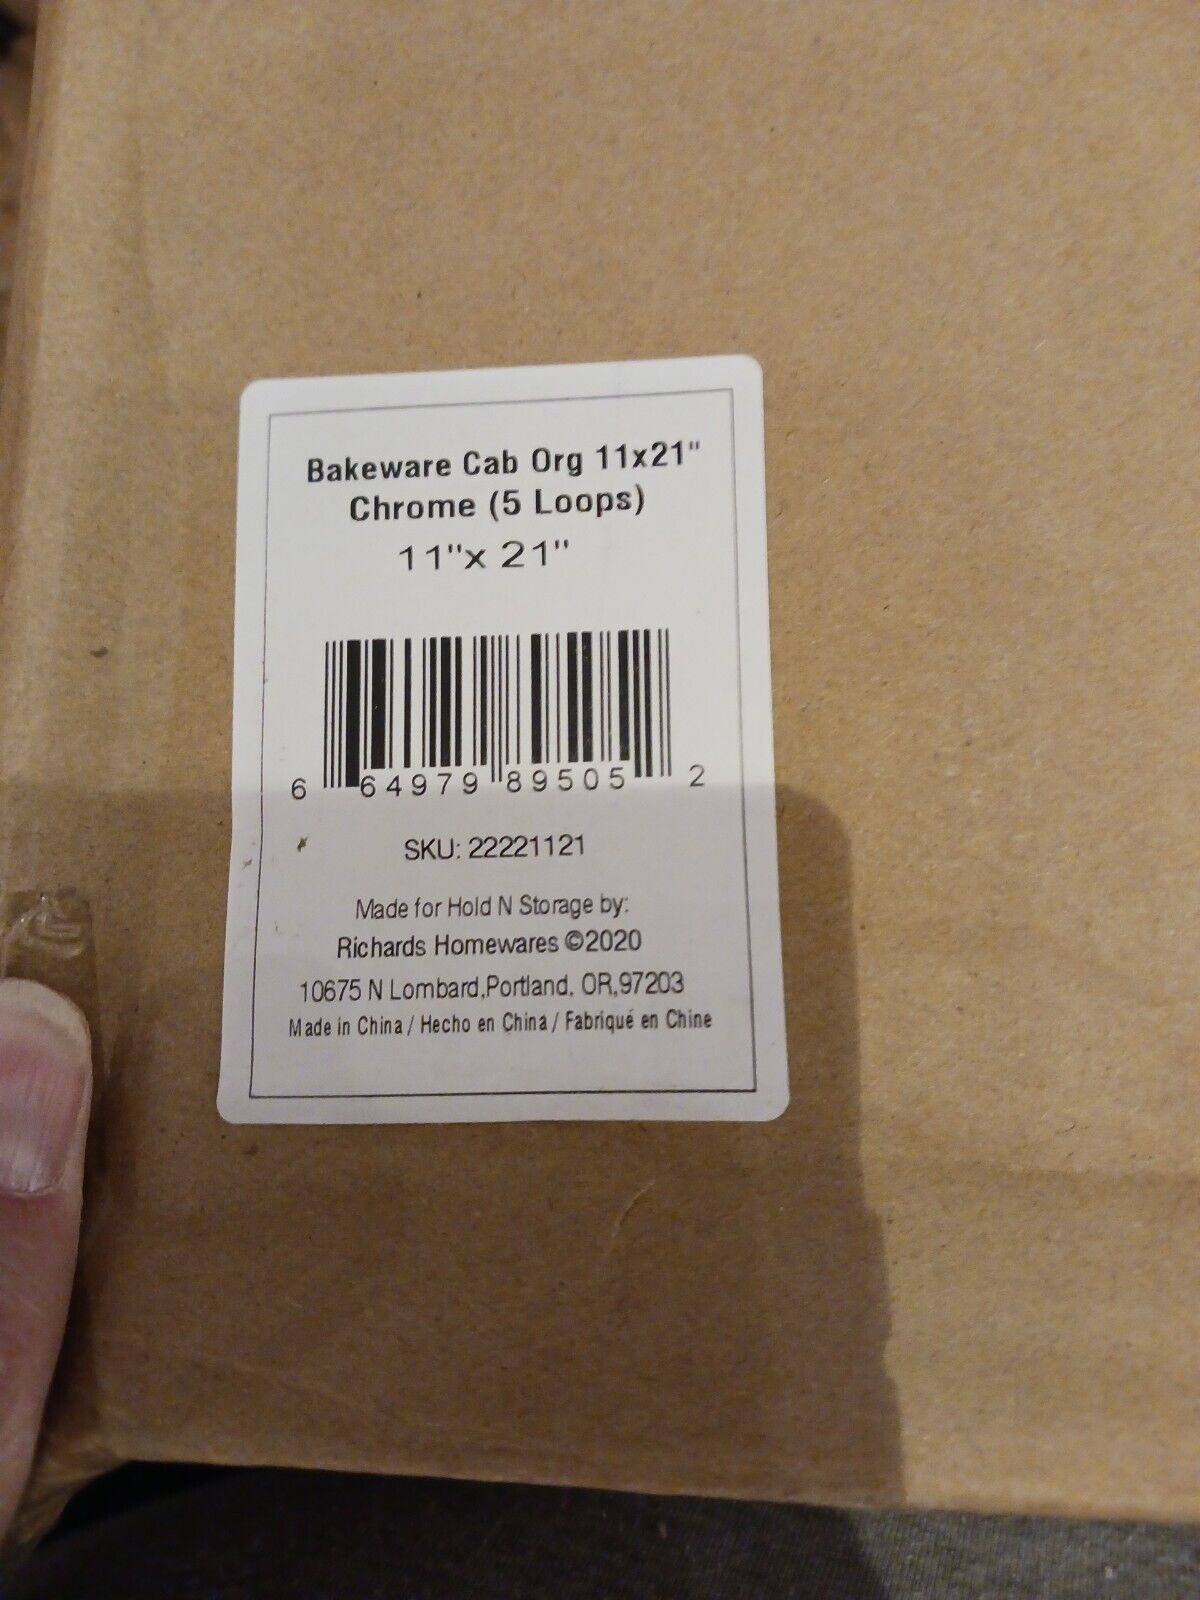 Bakeware Cab Org 11x21"
Chrome (5 Loops)
11"x 21"
6 64979 89505 2
SKU: 22221121
Made for Hold N Storage by:
Richards Homewares ©2020
10675 N Lombard,Portland, OR,97203
Made in China / Hecho en China / Fabriqué en Chine